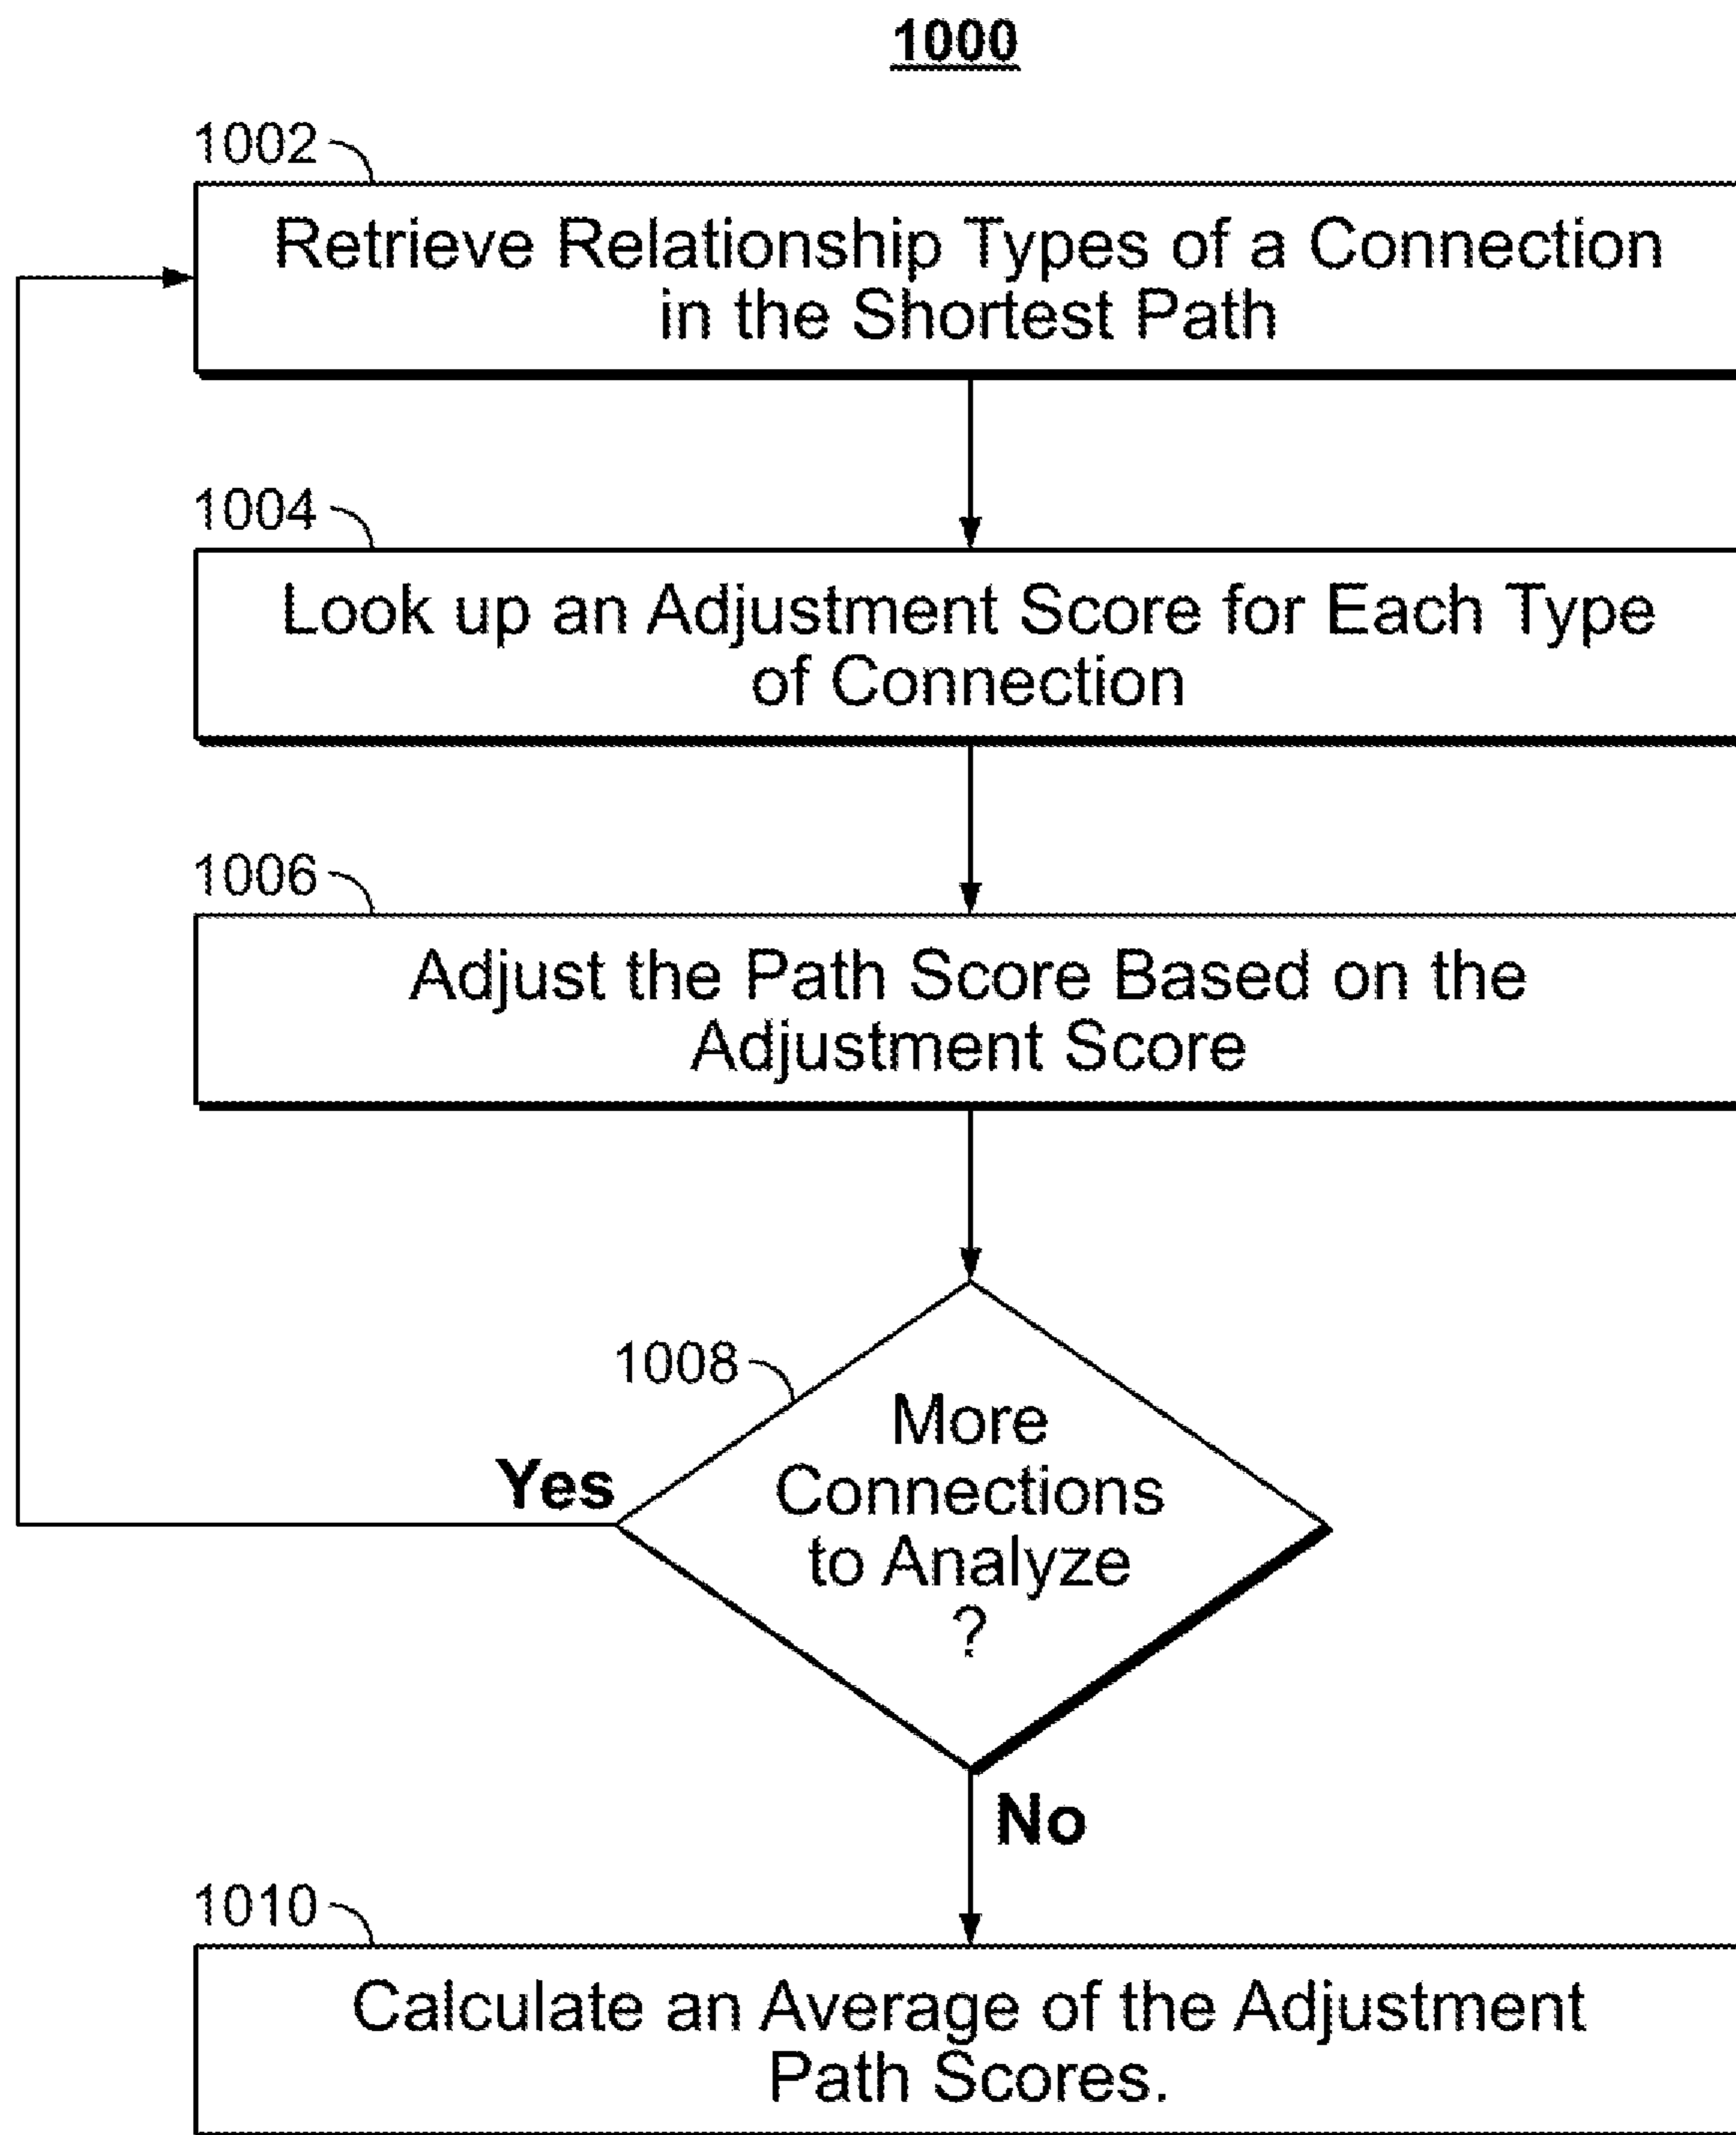 1000
1002
Retrieve Relationship Types of a Connection
in the Shortest Path
1004
Look up an Adjustment Score for Each Type
of Connection
1006
Adjust the Path Score Based on the
Adjustment Score
1008
More
Connections
to Analyze
?
Yes
No
1010
Calculate an Average of the Adjustment
Path Scores.